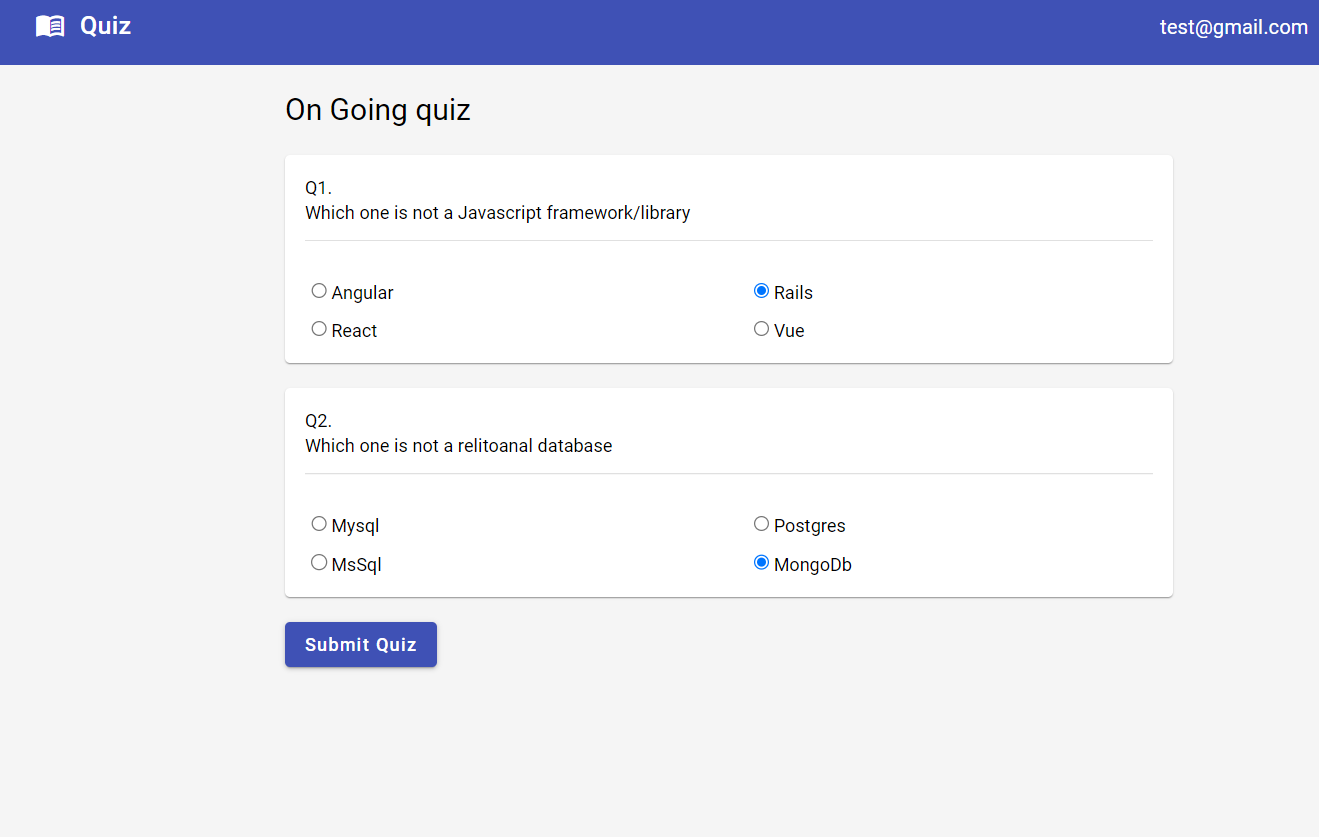 Quiz
test@gmail.com
On Going quiz
Q1.
Which one is not a Javascript framework/library
Angular
Rails
React
Vue
Q2.
Which one is not a relitoanal database
Mysql
Postgres
MsSql
MongoDb
Submit Quiz